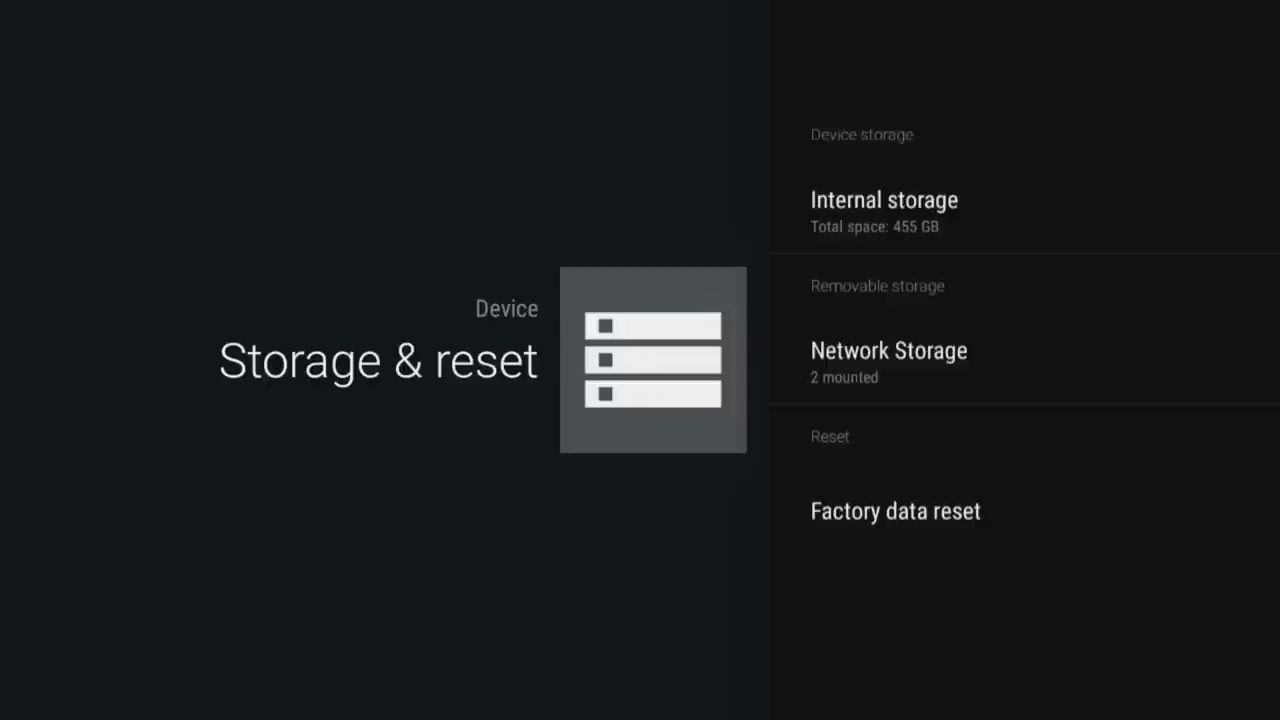 Device
Storage & reset
Device storage
Internal storage
Total space: 455 GB
Removable storage
Network Storage
2 mounted
Reset
Factory data reset